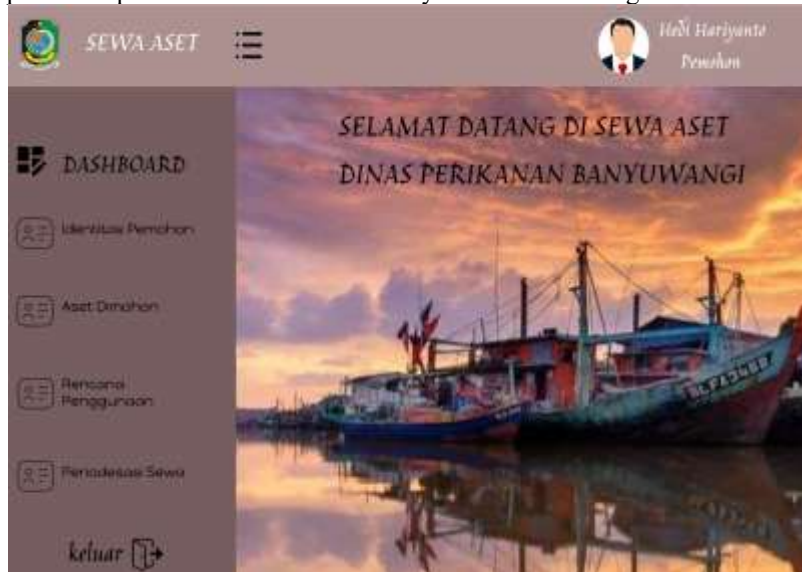 SEWA ASET
Hedi Hariyanto
Pemohon
SELAMAT DATANG DI SEWA ASET
DINAS PERIKANAN BANYUWANGI
DASHBOARD
Identitas Pemohon
Aset Dimohon
Rencana
Penggunaan
Periodesasi Sewa
keluar